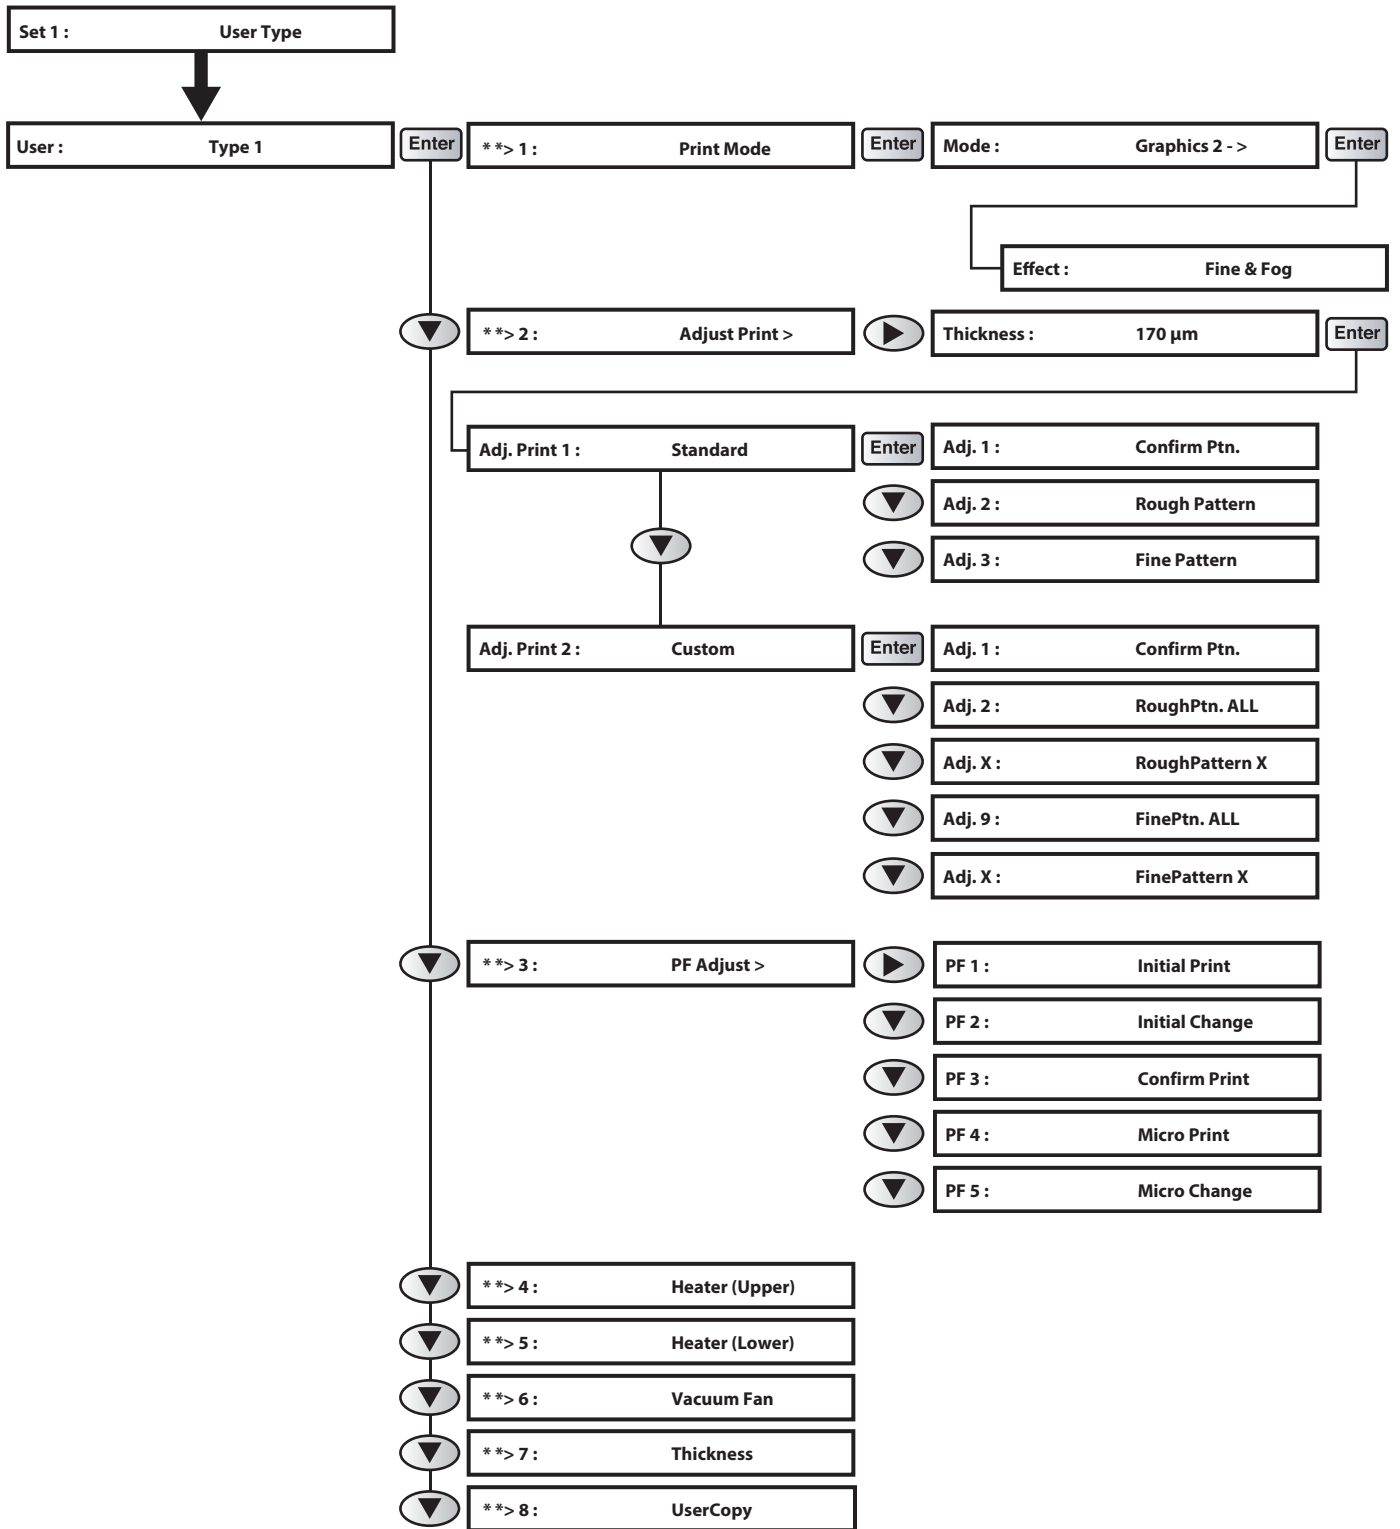 Set 1 : User Type
User : Type 1 Enter * *> 1 : Print Mode Enter Mode : Graphics 2 - > Enter
Effect : Fine & Fog
* *> 2 : Adjust Print > Thickness : 170 µm Enter
Adj. Print 1 : Standard Enter Adj. 1 : Confirm Ptn.
Adj. 2 : Rough Pattern
Adj. 3 : Fine Pattern
Adj. Print 2 : Custom Enter Adj. 1 : Confirm Ptn.
Adj. 2 : RoughPtn. ALL
Adj. X : RoughPattern X
Adj. 9 : FinePtn. ALL
Adj. X : FinePattern X
* *> 3 : PF Adjust > PF 1 : Initial Print
PF 2 : Initial Change
PF 3 : Confirm Print
PF 4 : Micro Print
PF 5 : Micro Change
* *> 4 : Heater (Upper)
* *> 5 : Heater (Lower)
* *> 6 : Vacuum Fan
* *> 7 : Thickness
* *> 8 : UserCopy